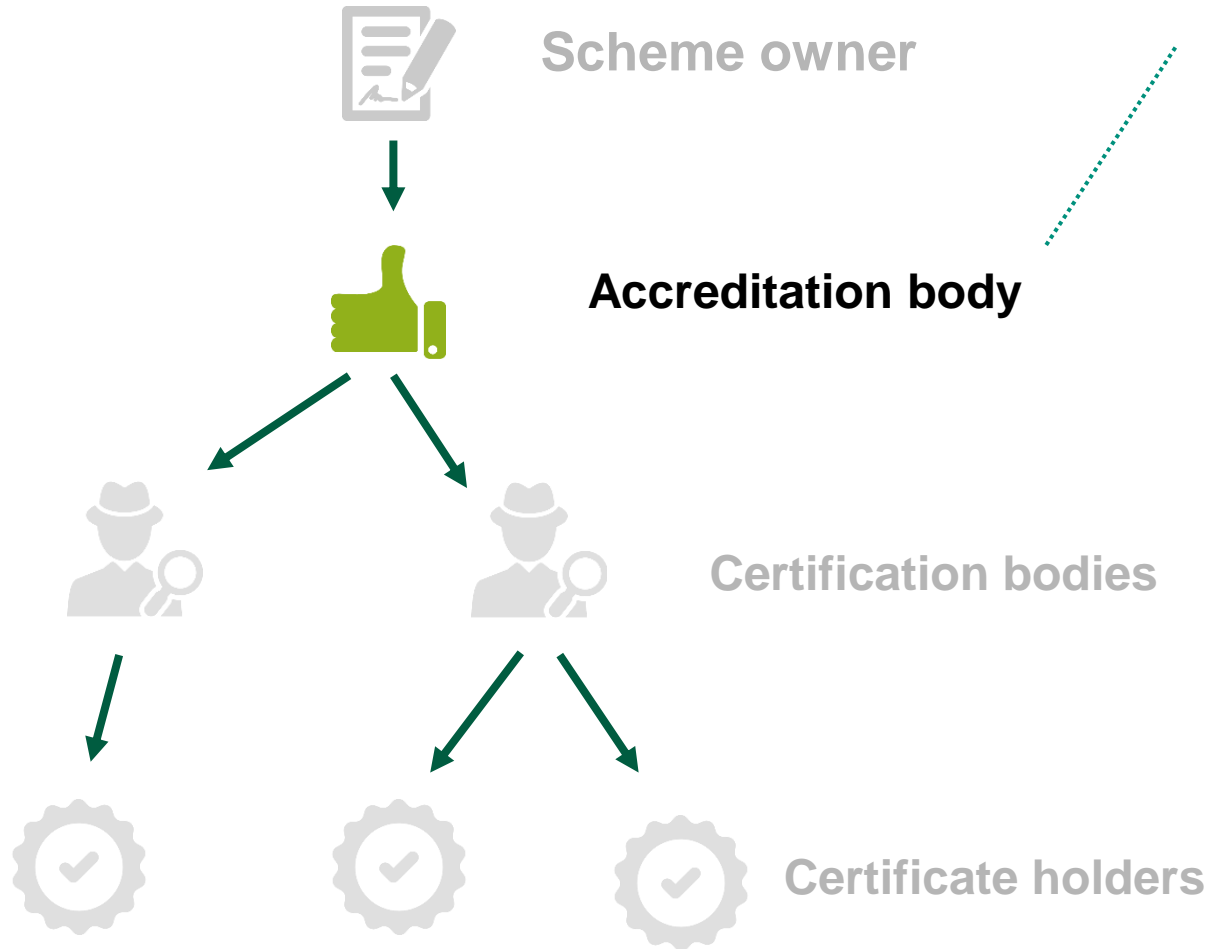 Scheme owner
Accreditation body
Certification bodies
Certificate holders